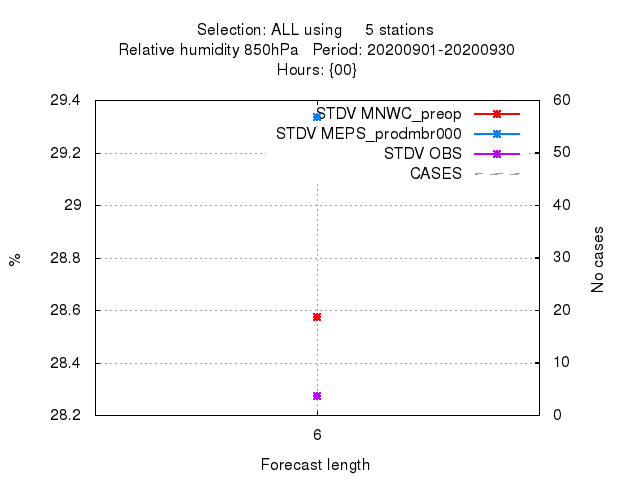 Selection: ALL using 5 stations
Relative humidity 850hPa Period: 20200901-20200930
Hours: {00}
29.4
29.2
29
28.8
28.6
28.4
28.2
%
STDV MNWC_preop
STDV MEPS_prodmbr000
STDV OBS
CASES
60
50
40
30
20
10
0
No cases
6
Forecast length